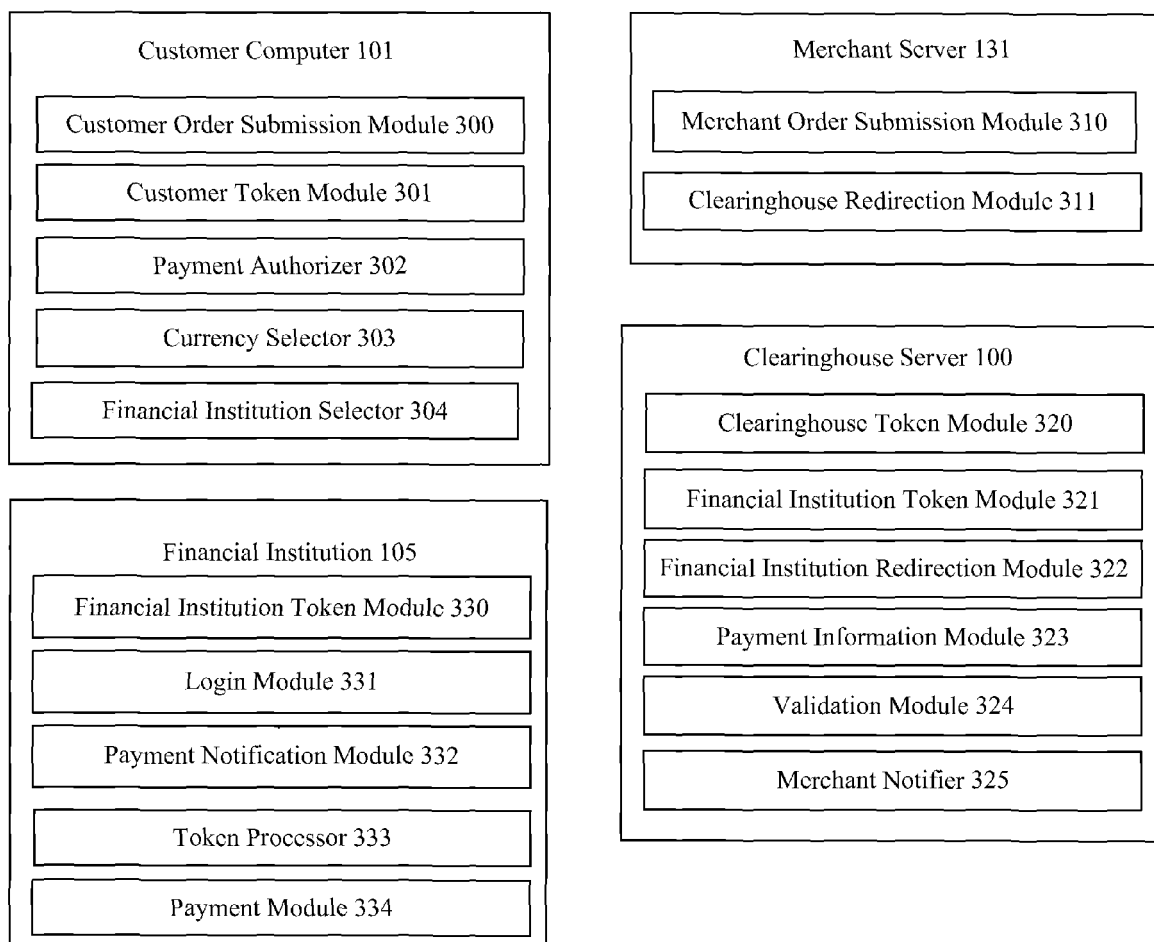 Customer Computer 101
Customer Order Submission Module 300
Customer Token Module 301
Payment Authorizer 302
Currency Selector 303
Financial Institution Selector 304
Merchant Server 131
Merchant Order Submission Module 310
Clearinghouse Redirection Module 311
Financial Institution 105
Financial Institution Token Module 330
Login Module 331
Payment Notification Module 332
Token Processor 333
Payment Module 334
Clearinghouse Server 100
Clearinghouse Token Module 320
Financial Institution Token Module 321
Financial Institution Redirection Module 322
Payment Information Module 323
Validation Module 324
Merchant Notifier 325